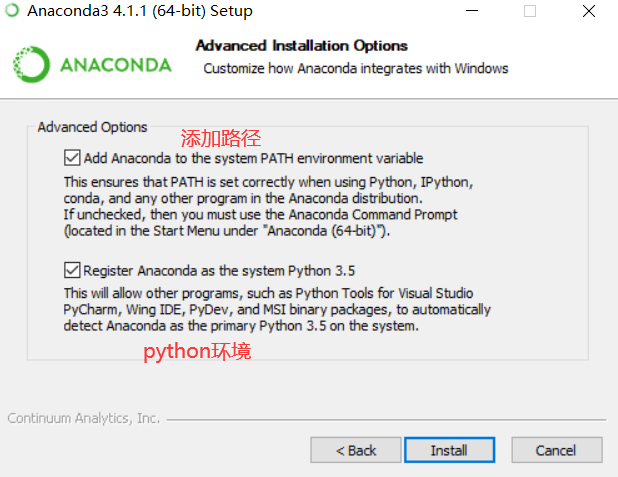 Anaconda3 4.1.1 (64-bit) Setup
ANACONDA
Advanced Installation Options
Customize how Anaconda integrates with Windows
Advanced Options
添加路径
Add Anaconda to the system PATH environment variable
This ensures that PATH is set correctly when using Python, IPython,
conda, and any other program in the Anaconda distribution.
If unchecked, then you must use the Anaconda Command Prompt
(located in the Start Menu under "Anaconda (64-bit)").
Register Anaconda as the system Python 3.5
This will allow other programs, such as Python Tools for Visual Studio
PyCharm, Wing IDE, PyDev, and MSI binary packages, to automatically
detect Anaconda as the primary Python 3.5 on the system.
python环境
Continuum Analytics, Inc.
< Back
Install
Cancel